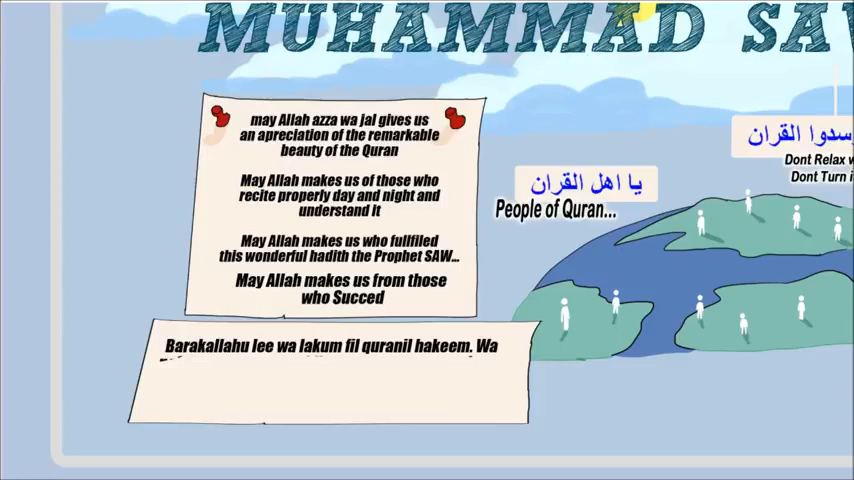 MUHAMMAD SAW
may Allah azza wa jal gives us
an apreciation of the remarkable
beauty of the Quran
May Allah makes us of those who
recite properly day and night and
understand it
May Allah makes us who fullfiled
this wonderful hadith the Prophet SAW...
May Allah makes us from those
who Succed
Barakallahu lee wa lakum fil quranil hakeem. Wa
يا اهل القران
People of Quran...
القران
Dont Relax
Dont Turn